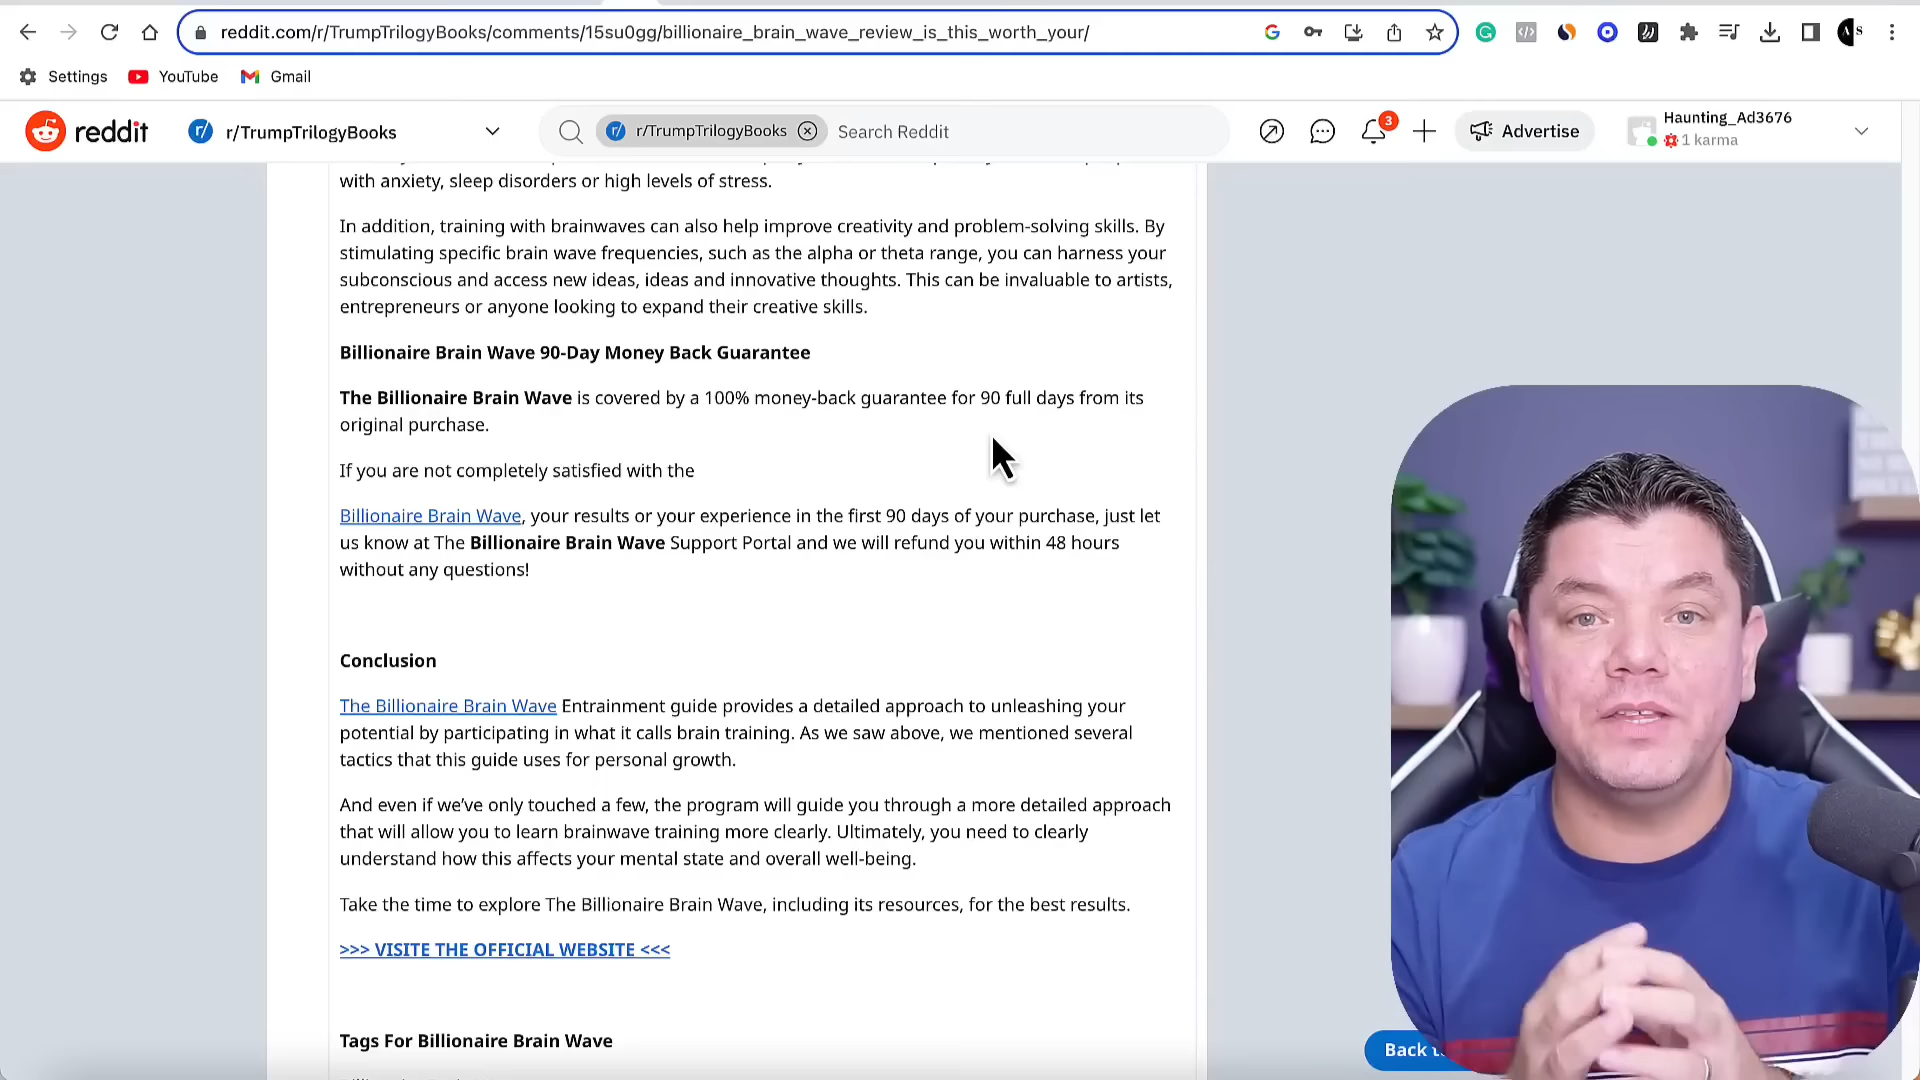 reddit.com/r/TrumpTrilogyBooks/comments/15su0gg/billionaire_brain_wave_review_is_this_worth_your/
Settings YouTube Gmail
reddit r/TrumpTrilogyBooks r/TrumpTrilogyBooks Search Reddit 3 Advertise Haunting_Ad3676
1 karma
with anxiety, sleep disorders or high levels of stress.
In addition, training with brainwaves can also help improve creativity and problem-solving skills. By
stimulating specific brain wave frequencies, such as the alpha or theta range, you can harness your
subconscious and access new ideas, ideas and innovative thoughts. This can be invaluable to artists,
entrepreneurs or anyone looking to expand their creative skills.
Billionaire Brain Wave 90-Day Money Back Guarantee
The Billionaire Brain Wave is covered by a 100% money-back guarantee for 90 full days from its
original purchase.
If you are not completely satisfied with the
Billionaire Brain Wave, your results or your experience in the first 90 days of your purchase, just let
us know at The Billionaire Brain Wave Support Portal and we will refund you within 48 hours
without any questions!
Conclusion
The Billionaire Brain Wave Entrainment guide provides a detailed approach to unleashing your
potential by participating in what it calls brain training. As we saw above, we mentioned several
tactics that this guide uses for personal growth.
And even if we've only touched a few, the program will guide you through a more detailed approach
that will allow you to learn brainwave training more clearly. Ultimately, you need to clearly
understand how this affects your mental state and overall well-being.
Take the time to explore The Billionaire Brain Wave, including its resources, for the best results.
>>> VISITE THE OFFICIAL WEBSITE <<<
Back
Tags For Billionaire Brain Wave